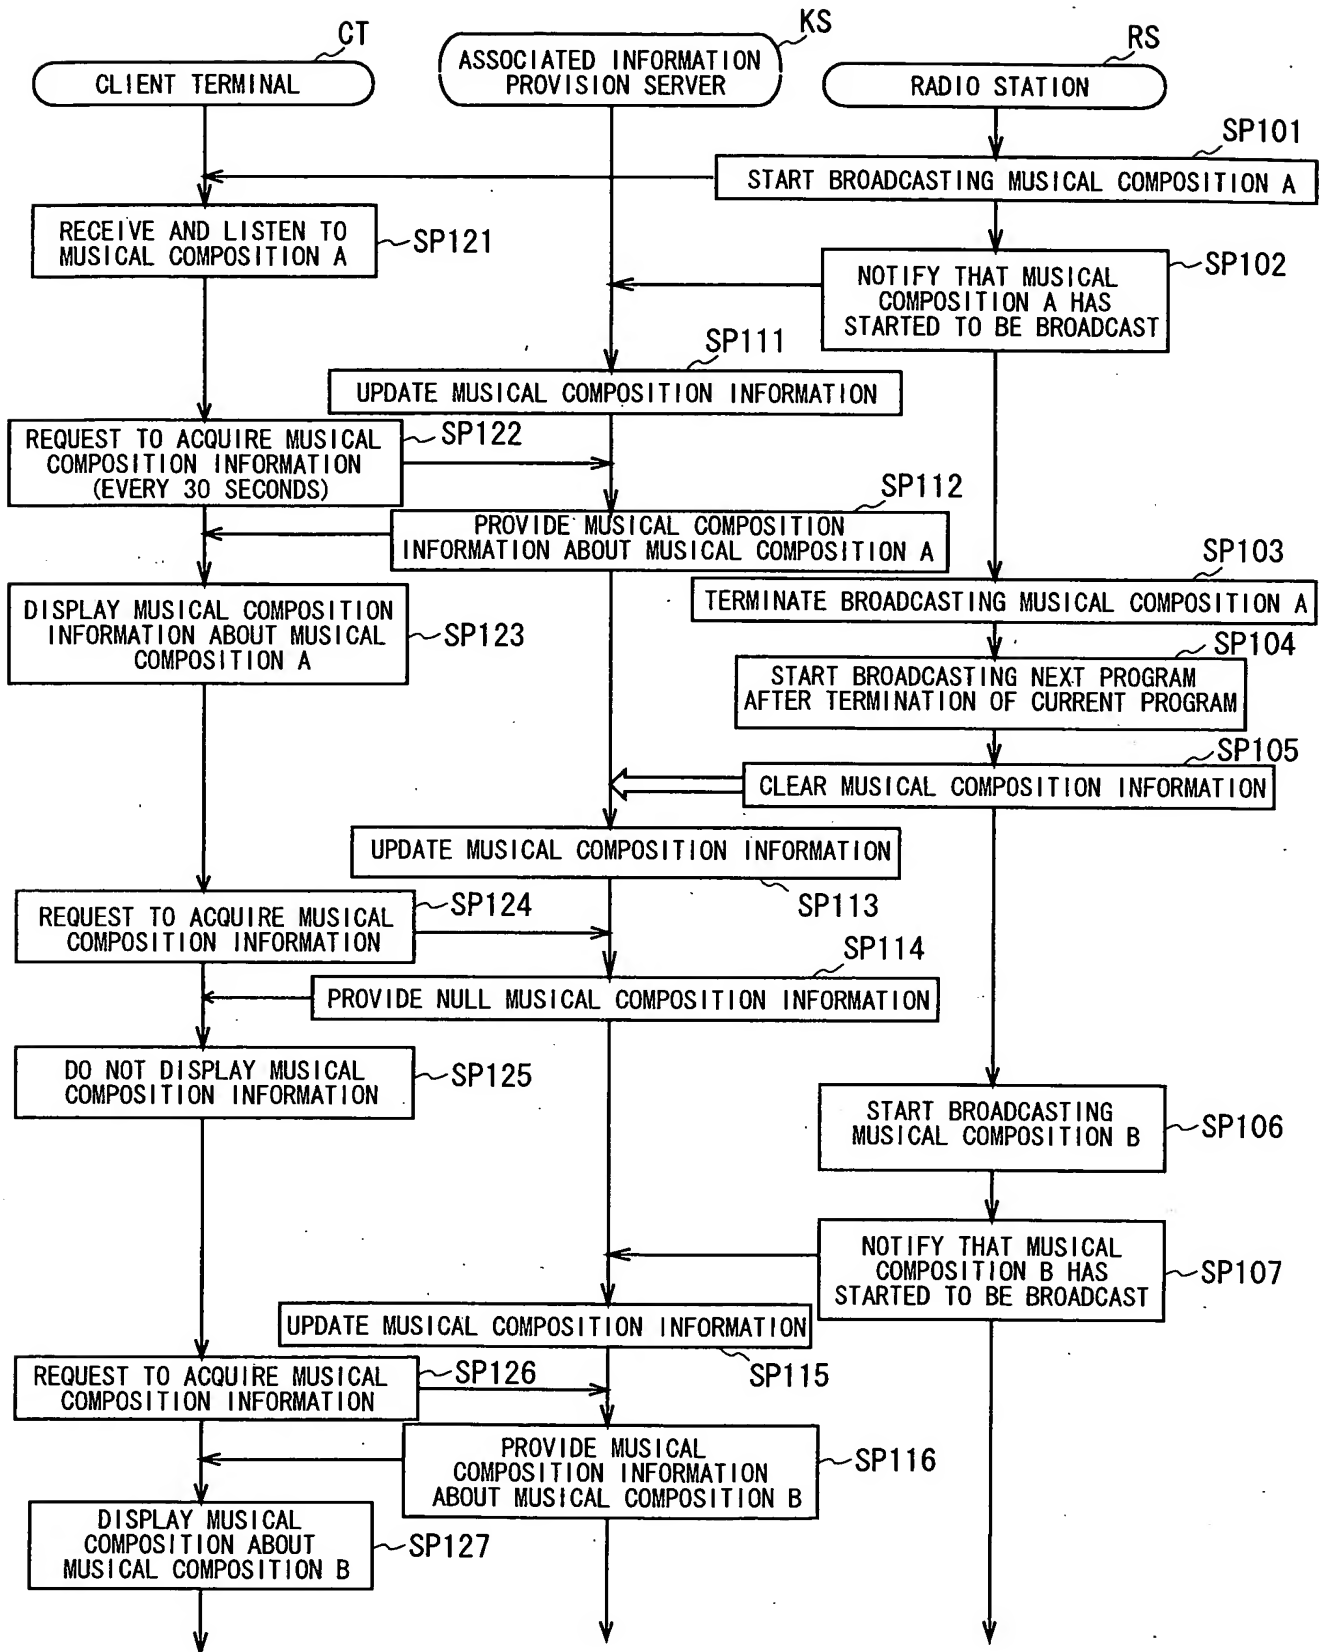 CT
KS
RS
CLIENT TERMINAL
ASSOCIATED INFORMATION
PROVISION SERVER
RADIO STATION
SP101
START BROADCASTING MUSICAL COMPOSITION A
RECEIVE AND LISTEN TO
MUSICAL COMPOSITION A
SP121
NOTIFY THAT MUSICAL
COMPOSITION A HAS
STARTED TO BE BROADCAST
SP102
SP111
UPDATE MUSICAL COMPOSITION INFORMATION
REQUEST TO ACQUIRE MUSICAL
COMPOSITION INFORMATION
(EVERY 30 SECONDS)
SP122
SP112
PROVIDE MUSICAL COMPOSITION
INFORMATION ABOUT MUSICAL COMPOSITION A
SP103
TERMINATE BROADCASTING MUSICAL COMPOSITION A
DISPLAY MUSICAL COMPOSITION
INFORMATION ABOUT MUSICAL
COMPOSITION A
SP123
SP104
START BROADCASTING NEXT PROGRAM
AFTER TERMINATION OF CURRENT PROGRAM
SP105
CLEAR MUSICAL COMPOSITION INFORMATION
UPDATE MUSICAL COMPOSITION INFORMATION
SP113
REQUEST TO ACQUIRE MUSICAL
COMPOSITION INFORMATION
SP124
SP114
PROVIDE NULL MUSICAL COMPOSITION INFORMATION
DO NOT DISPLAY MUSICAL
COMPOSITION INFORMATION
SP125
START BROADCASTING
MUSICAL COMPOSITION B
SP106
NOTIFY THAT MUSICAL
COMPOSITION B HAS
STARTED TO BE BROADCAST
SP107
UPDATE MUSICAL COMPOSITION INFORMATION
SP115
REQUEST TO ACQUIRE MUSICAL
COMPOSITION INFORMATION
SP126
PROVIDE MUSICAL
COMPOSITION INFORMATION
ABOUT MUSICAL COMPOSITION B
SP116
DISPLAY MUSICAL
COMPOSITION ABOUT
MUSICAL COMPOSITION B
SP127